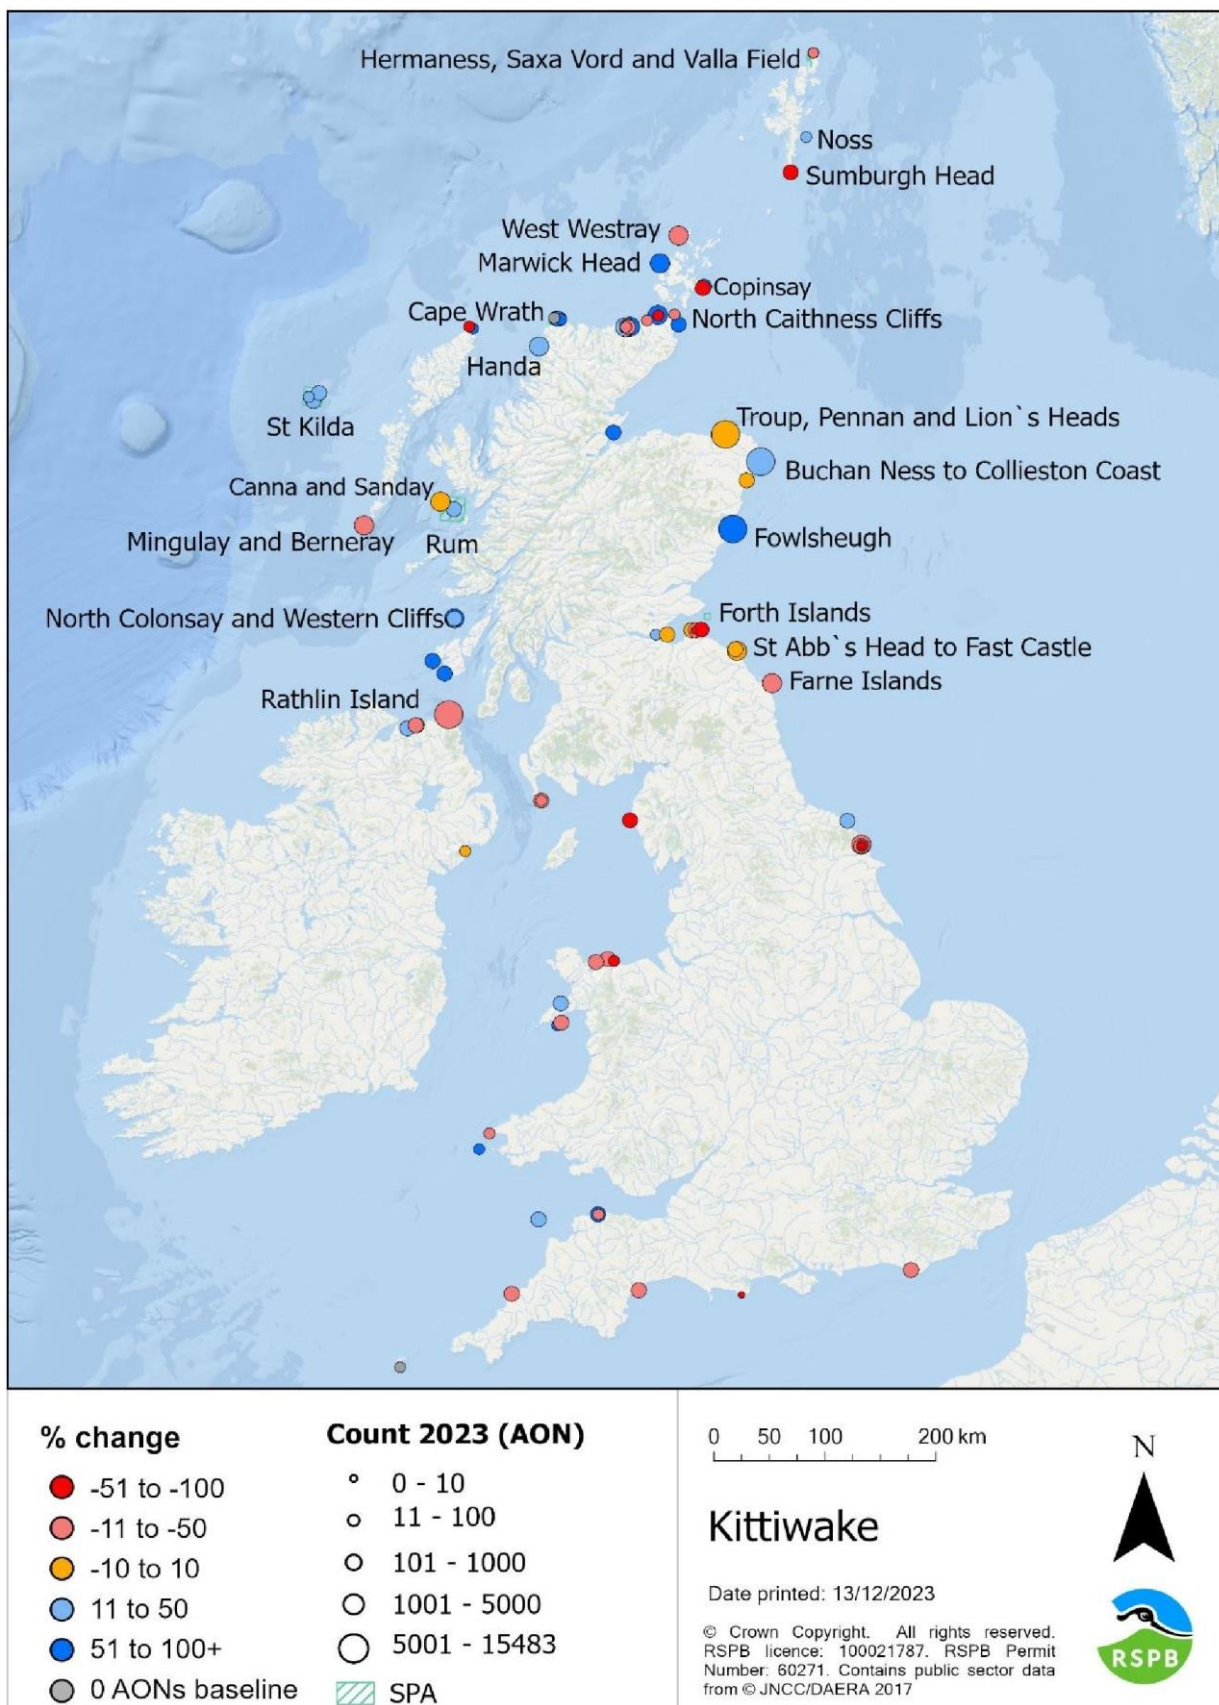 Hermaness, Saxa Vord and Valla Field
Noss
Sumburgh Head
West Westray
Marwick Head
Copinsay
Cape Wrath
North Caithness Cliffs
Handa
St Kilda
Troup, Pennan and Lion`s Heads
Buchan Ness to Collieston Coast
Canna and Sanday
Mingulay and Berneray
Rum
Fowlsheugh
North Colonsay and Western Cliffs
Forth Islands
St Abb`s Head to Fast Castle
Farne Islands
Rathlin Island
% change
-51 to -100
-11 to -50
-10 to 10
11 to 50
51 to 100+
0 AONs baseline
Count 2023 (AON)
0 - 10
11 - 100
101 - 1000
1001 - 5000
5001 - 15483
SPA
0 50 100 200 km
N
Kittiwake
Date printed: 13/12/2023
© Crown Copyright. All rights reserved.
RSPB licence: 100021787. RSPB Permit
Number: 60271. Contains public sector data
from © JNCC/DAERA 2017
RSPB